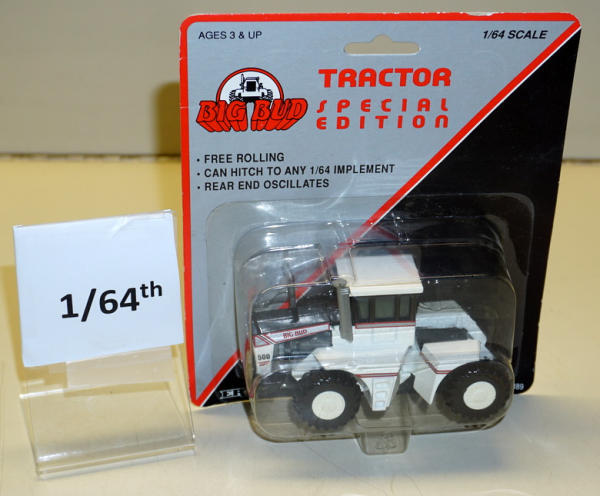 AGES 3 & UP
1/64 SCALE
BIG BUD
TRACTOR
SPECIAL
EDITION
• FREE ROLLING
• CAN HITCH TO ANY 1/64 IMPLEMENT
• REAR END OSCILLATES
1/64th
BIG BUD
500